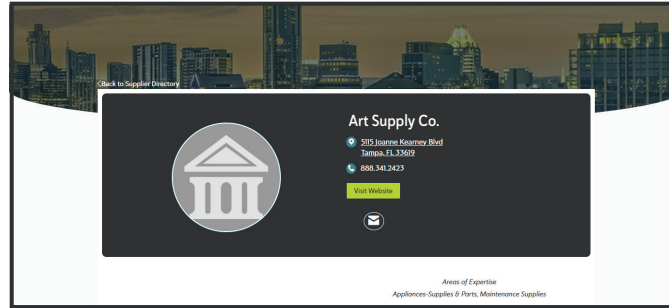 Back to Supplier Directory
Art Supply Co.
5115 Joanne Kearney Blvd
Tampa, FL 33619
888.341.2423
Visit Website
Areas of Expertise
Appliances-Supplies & Parts, Maintenance Supplies